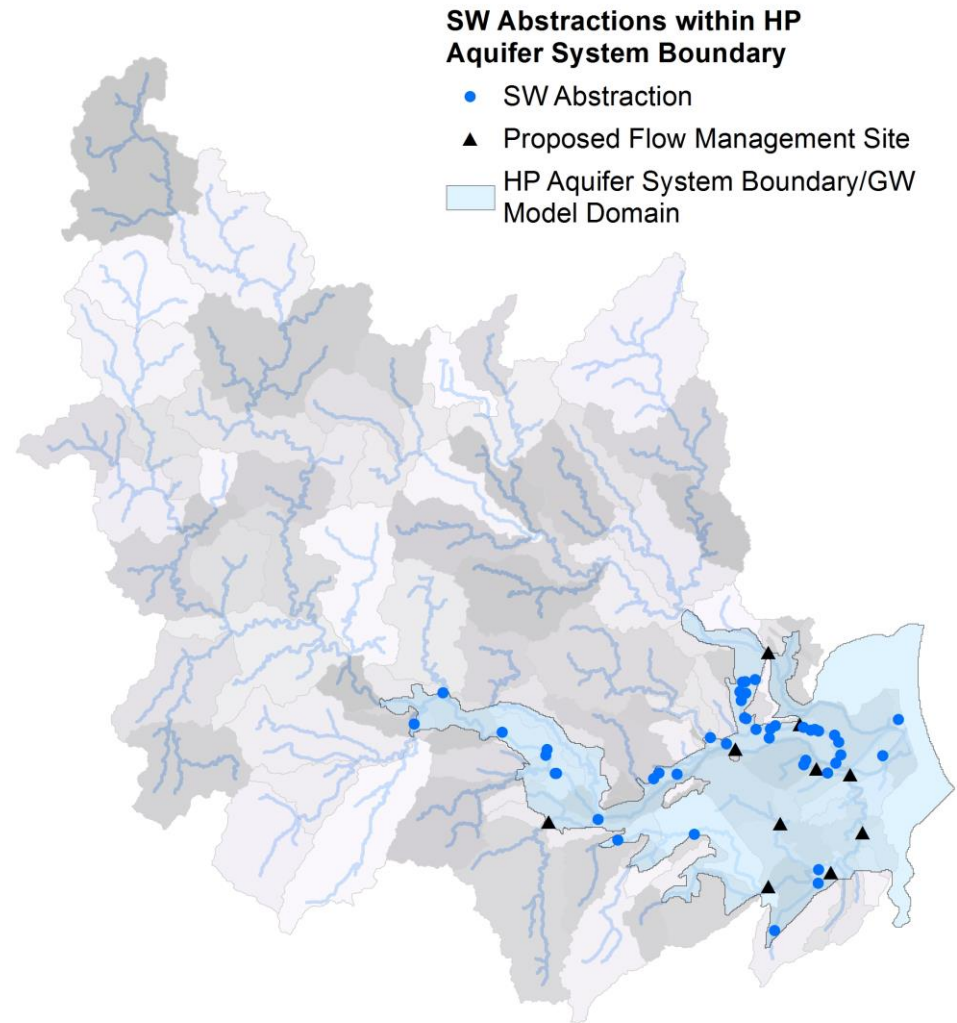 SW Abstractions within HP
Aquifer System Boundary
SW Abstraction
Proposed Flow Management Site
HP Aquifer System Boundary/GW
Model Domain